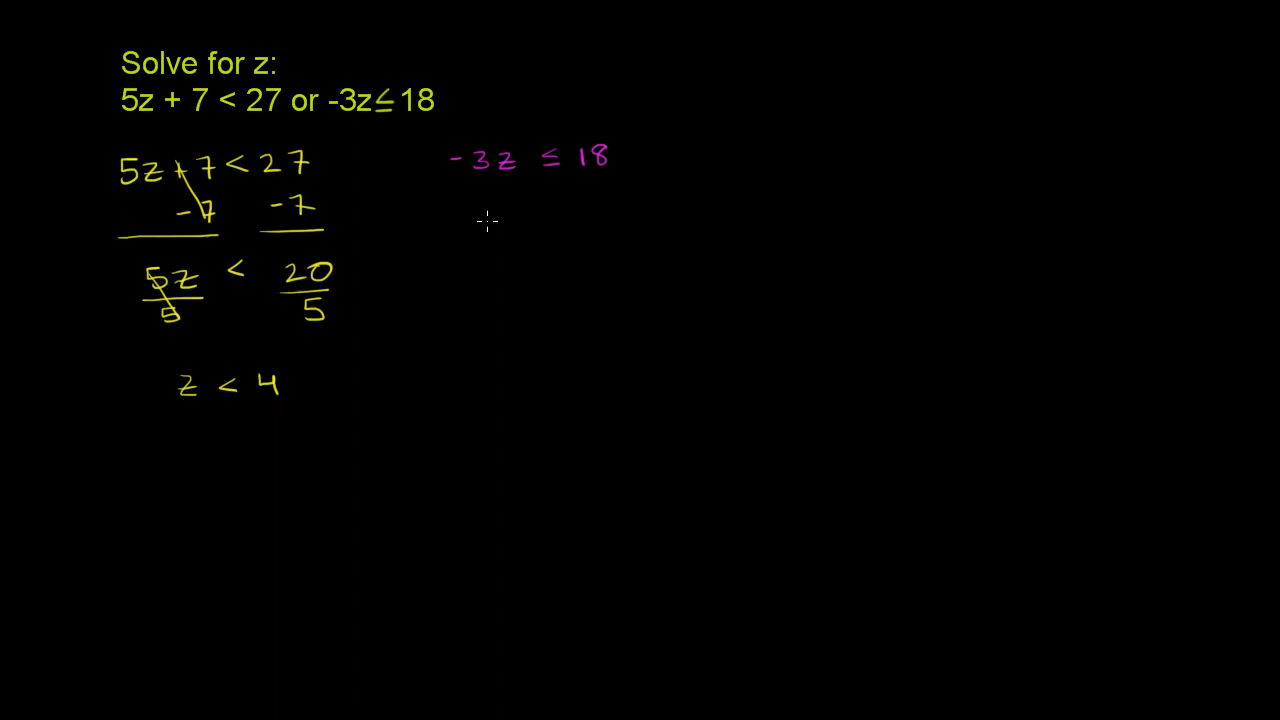 Solve for z:
5z + 7 < 27 or -3z ≤ 18
5z + 7 < 27
-7 -7
5z < 20
5 5
z < 4
-3z ≤ 18